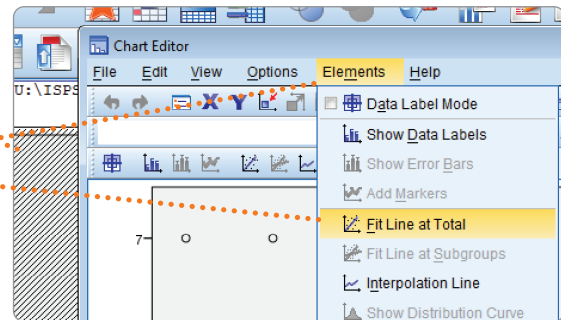 Chart Editor
File Edit View Options Elements Help
U:\ISPS
X Y
Data Label Mode
Show Data Labels
Show Error Bars
Add Markers
Fit Line at Total
Fit Line at Subgroups
Interpolation Line
Show Distribution Curve
7